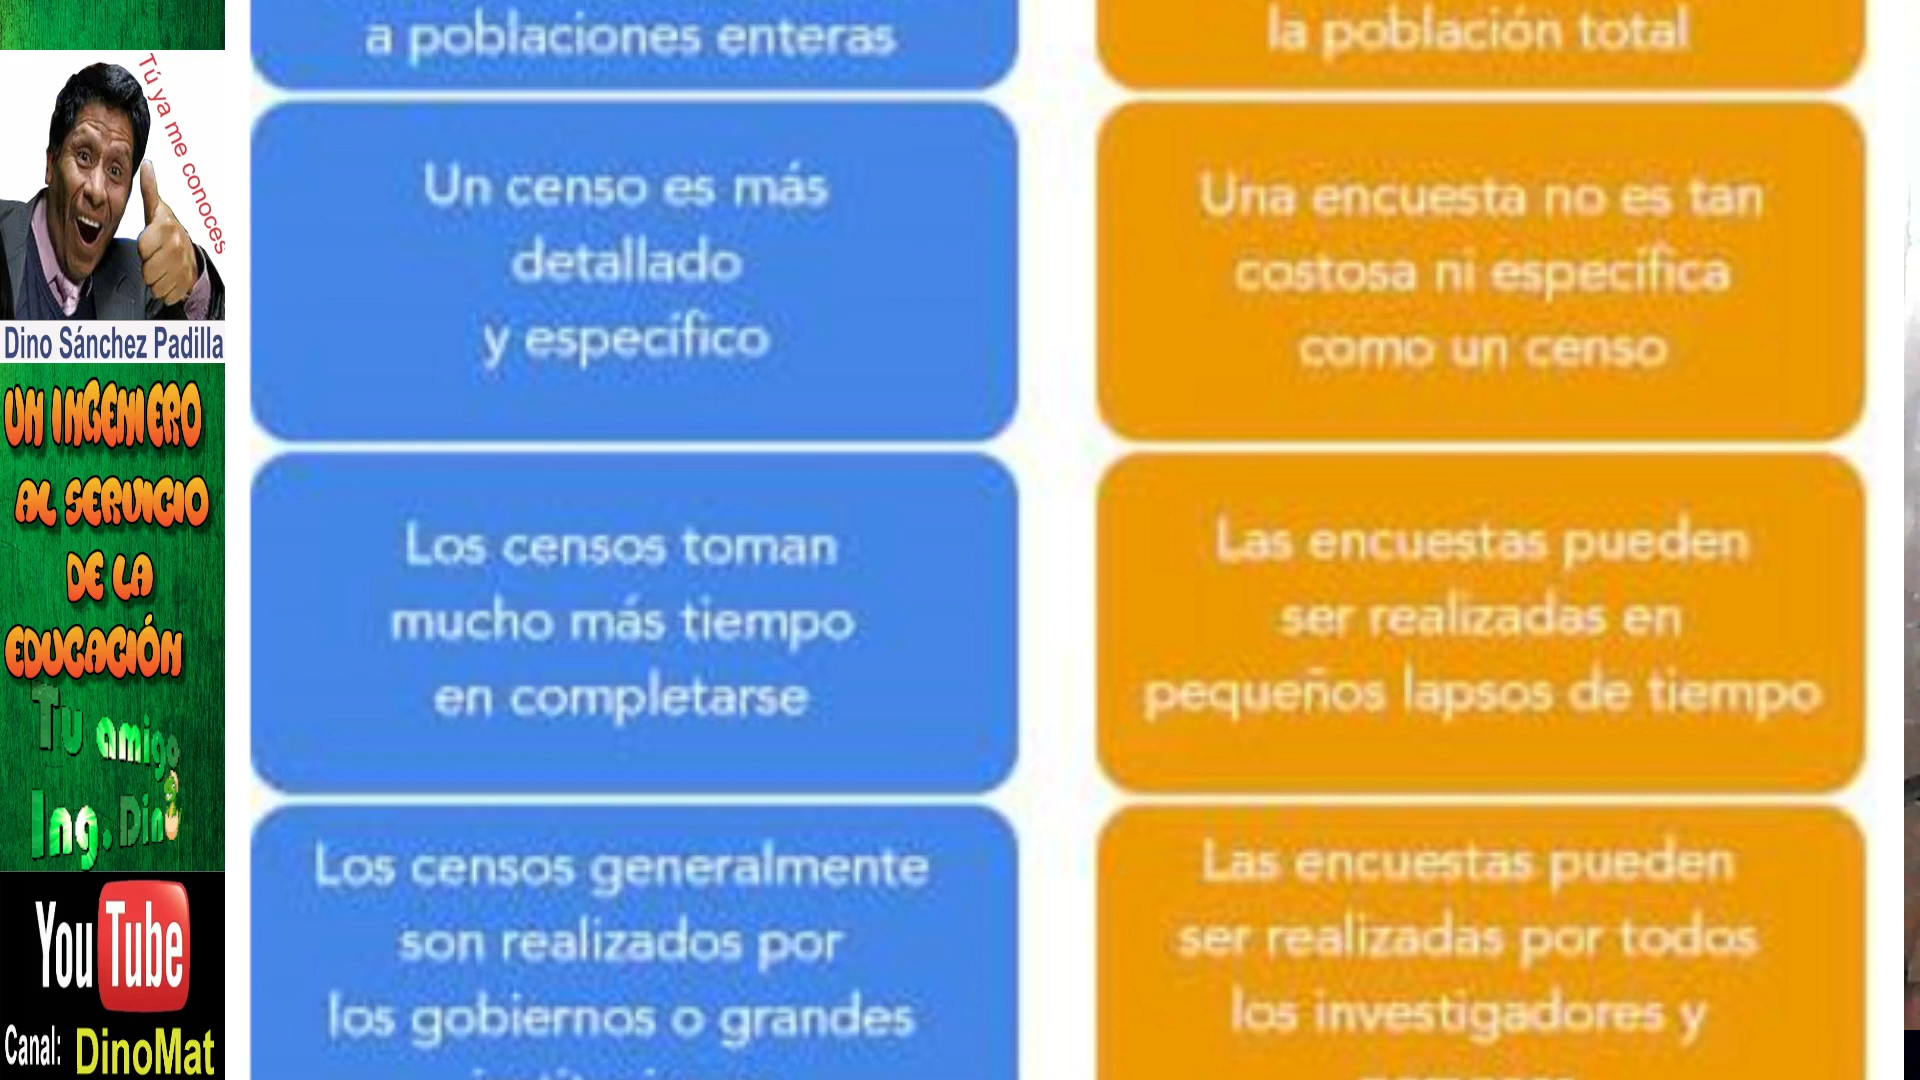 Tú ya me conoces
Dino Sánchez Padilla
UN INGENIERO
AL SERVICIO
DE LA
EDUCACIÓN
Tu amigo
Ing. Dino
YouTube
Canal: DinoMat
a poblaciones enteras
Un censo es más
detallado
y específico
Los censos toman
mucho más tiempo
en completarse
Los censos generalmente
son realizados por
los gobiernos o grandes
la población total
Una encuesta no es tan
costosa ni específica
como un censo
Las encuestas pueden
ser realizadas en
pequeños lapsos de tiempo
Las encuestas pueden
ser realizadas por todos
los investigadores y